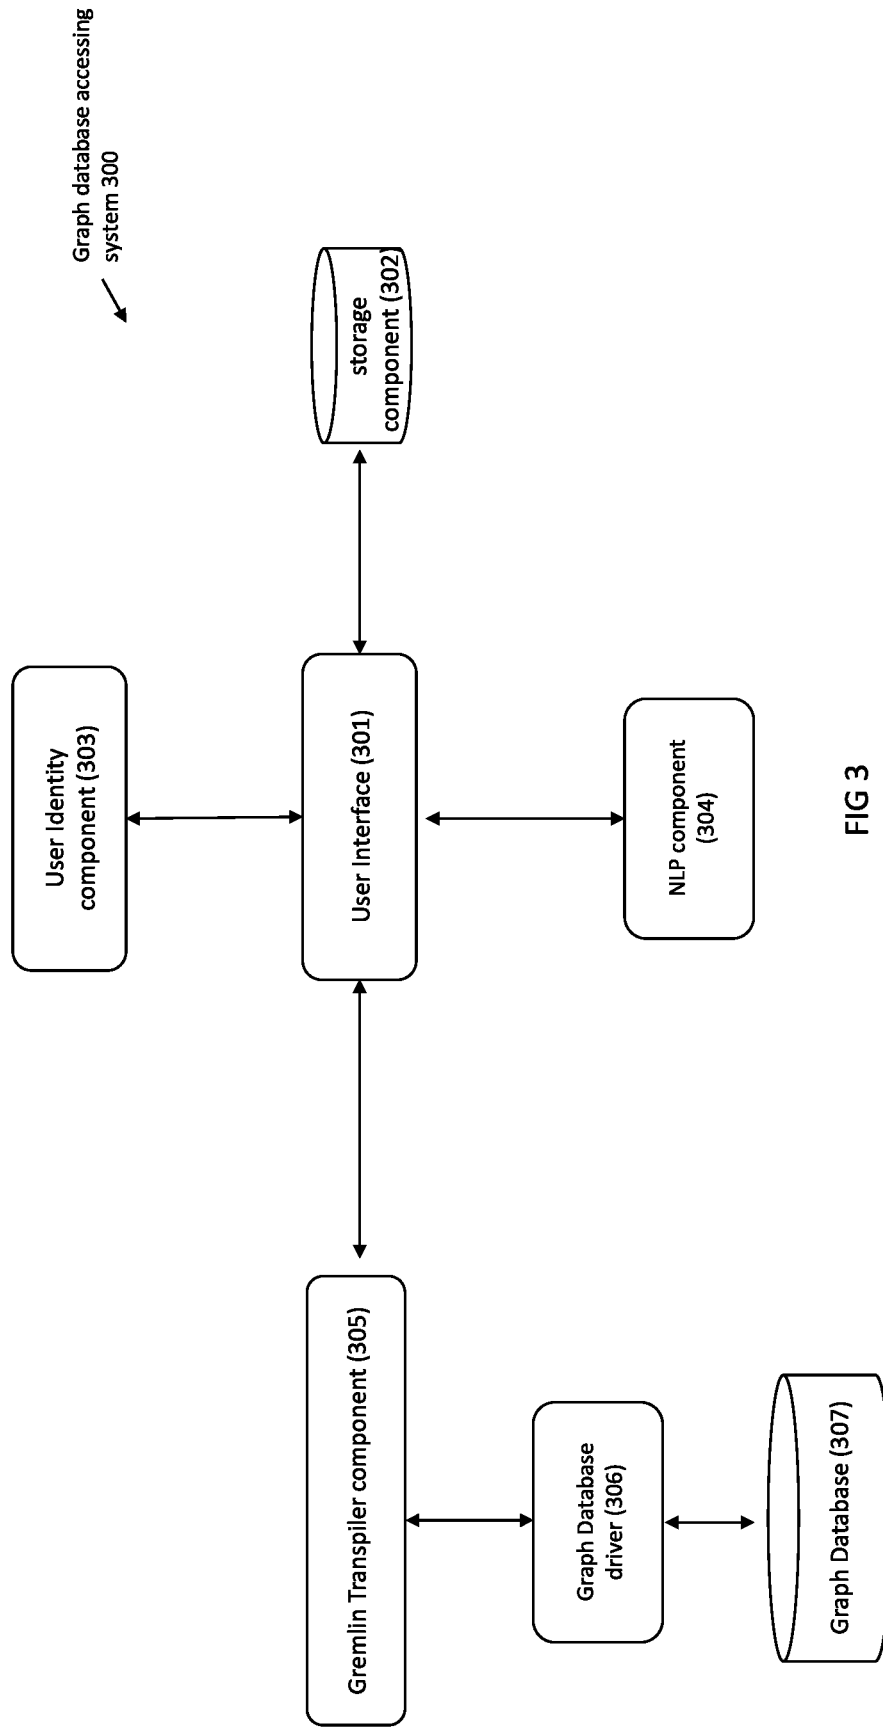 Graph database accessing
system 300
User Identity
component (303)
Gremlin Transpiler component (305)
User Interface (301)
storage
component (302)
Graph Database
driver (306)
NLP component
(304)
Graph Database (307)
FIG 3